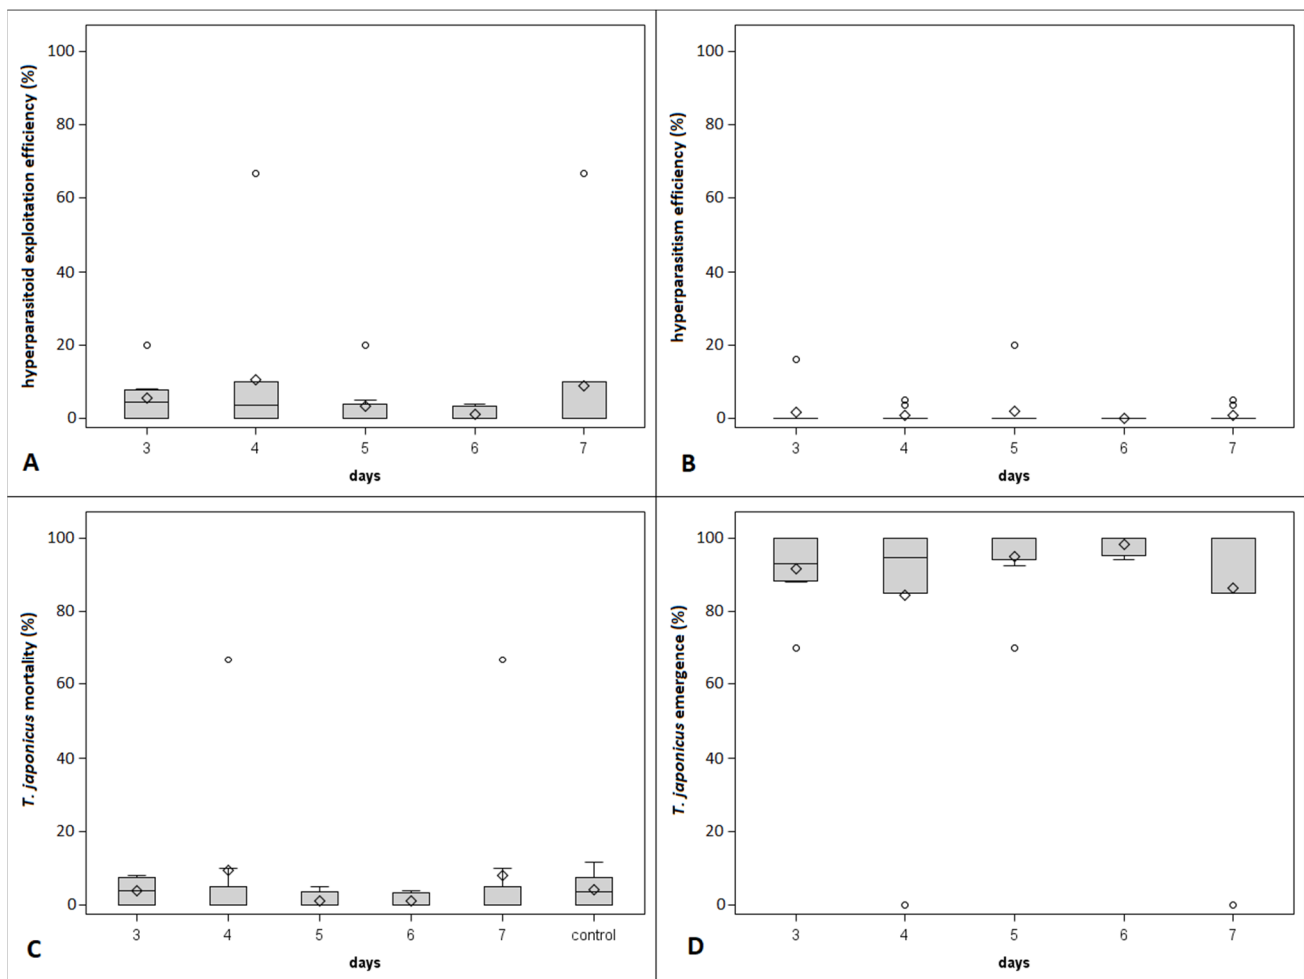 hyperparasitoid exploitation efficiency (%)
100
80
60
40
20
0
3 4 5 6 7
days
A
hyperparasitism efficiency (%)
100
80
60
40
20
0
3 4 5 6 7
days
B
T. japonicus mortality (%)
100
80
60
40
20
0
3 4 5 6 7 control
days
C
T. japonicus emergence (%)
100
80
60
40
20
0
3 4 5 6 7
days
D